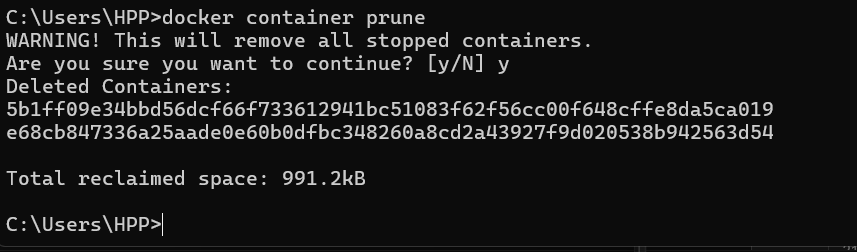 C:\Users\HPP>docker container prune
WARNING! This will remove all stopped containers.
Are you sure you want to continue? [y/N] y
Deleted Containers:
5b1ff09e34bbd56dcf66f733612941bc51083f62f56cc00f648cffe8da5ca019
e68cb847336a25aade0e60b0dfbc348260a8cd2a43927f9d020538b942563d54
Total reclaimed space: 991.2kB
C:\Users\HPP>